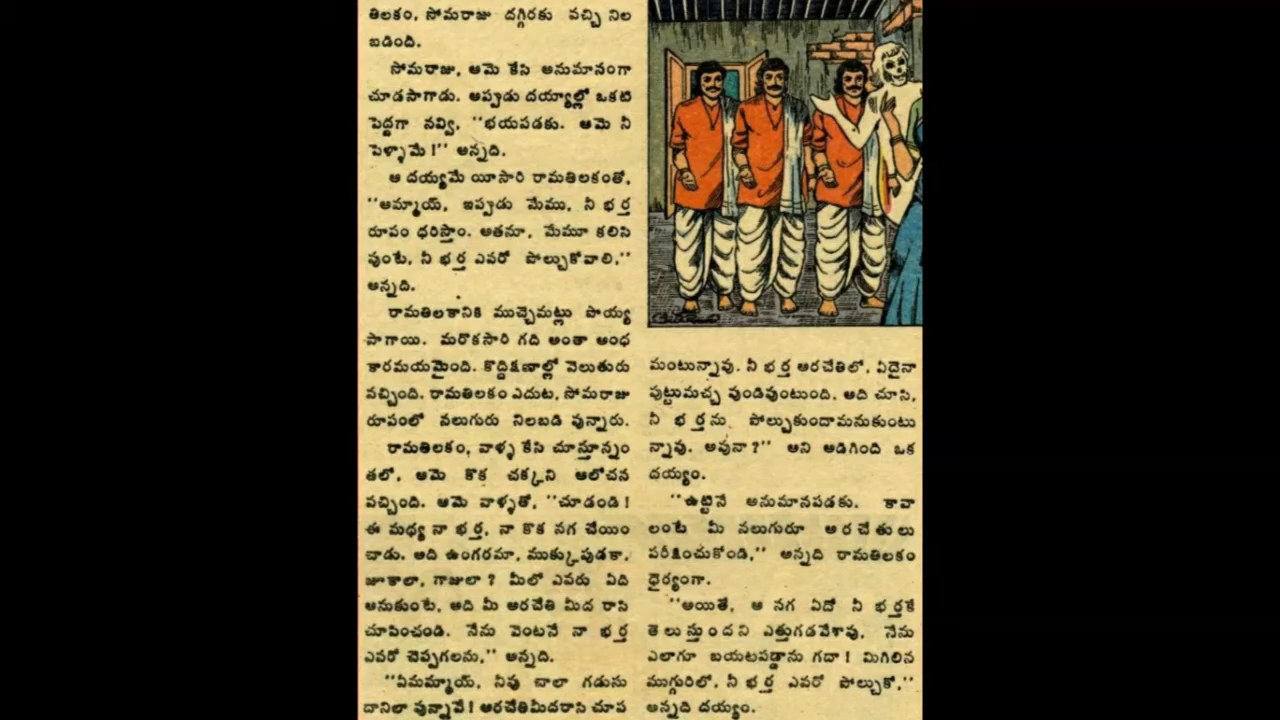 తిలకం, సోమరాజు దగ్గిరకు వచ్చి నిల
బడింది.
సోమరాజు, ఆమె కేసి అనుమానంగా
చూడసాగాడు. అప్పుడు దయ్యాల్లో ఒకటి
పెద్దగా నవ్వి, "భయపడకు. ఆమె నీ
పెళ్ళామే!" అన్నది.
ఆ దయ్యమే యీసారి రామతిలకంతో,
"అమ్మాయ్, ఇప్పుడు మేము, నీ భర్త
రూపం ధరిస్తాం. అతనూ, మేమూ కలిసి
వుంటే, నీ భర్త ఎవరో పోల్చుకోవాలి,"
అన్నది.
రామతిలకానికి ముచ్చెమట్లు పొయ్య
సాగాయి. మరొకసారి గది అంతా అంధ
కారమయమైంది. కొద్దిక్షణాల్లో వెలుతురు
వచ్చింది. రామతిలకం ఎదుట, సోమరాజు
రూపంలో నలుగురు నిలబడి వున్నారు.
రామతిలకం, వాళ్ళ కేసి చూస్తూన్నం
తలో, ఆమె కొక చక్కని ఆలోచన
వచ్చింది. ఆమె వాళ్ళతో, "చూడండి!
ఈ మధ్య నా భర్త, నా కొక నగ చేయిం
చాడు. అది ఉంగరమా, ముక్కుపుడకా,
జూకాలా, గాజులా? మీలో ఎవరు ఏది
అనుకుంటే, అది మీ అరచేతి మీద రాసి
చూపించండి. నేను వెంటనే నా భర్త
ఎవరో చెప్పగలను," అన్నది.
"ఏమమ్మాయ్, నీవు చాలా గడును
దానిలా వున్నావే! అరచేతిమీదరాసి చూప
మంటున్నావు. నీ భర్త అరచేతిలో, ఏదైనా
పుట్టుమచ్చ వుండివుంటుంది. అది చూసి,
నీ భర్తను పోల్చుకుందామనుకుంటు
న్నావు. అవునా?" అని అడిగింది ఒక
దయ్యం.
"ఉట్టినే అనుమానపడకు. కావా
లంటే మీ నలుగురూ అరచేతులు
పరీక్షించుకోండి," అన్నది రామతిలకం
ధైర్యంగా.
"అయితే, ఆ నగ ఏదో నీ భర్తకే
తెలుస్తుందని ఎత్తుగడవేశావు, నేను
ఎలాగూ బయటపడ్డాను గదా! మిగిలిన
ముగ్గురిలో, నీ భర్త ఎవరో పోల్చుకో,"
అన్నది దయ్యం.